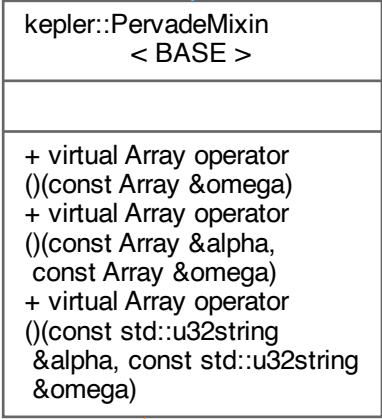 kepler::PervadeMixin
< BASE >
+ virtual Array operator
()(const Array &omega)
+ virtual Array operator
()(const Array &alpha,
const Array &omega)
+ virtual Array operator
()(const std::u32string
&alpha, const std::u32string
&omega)